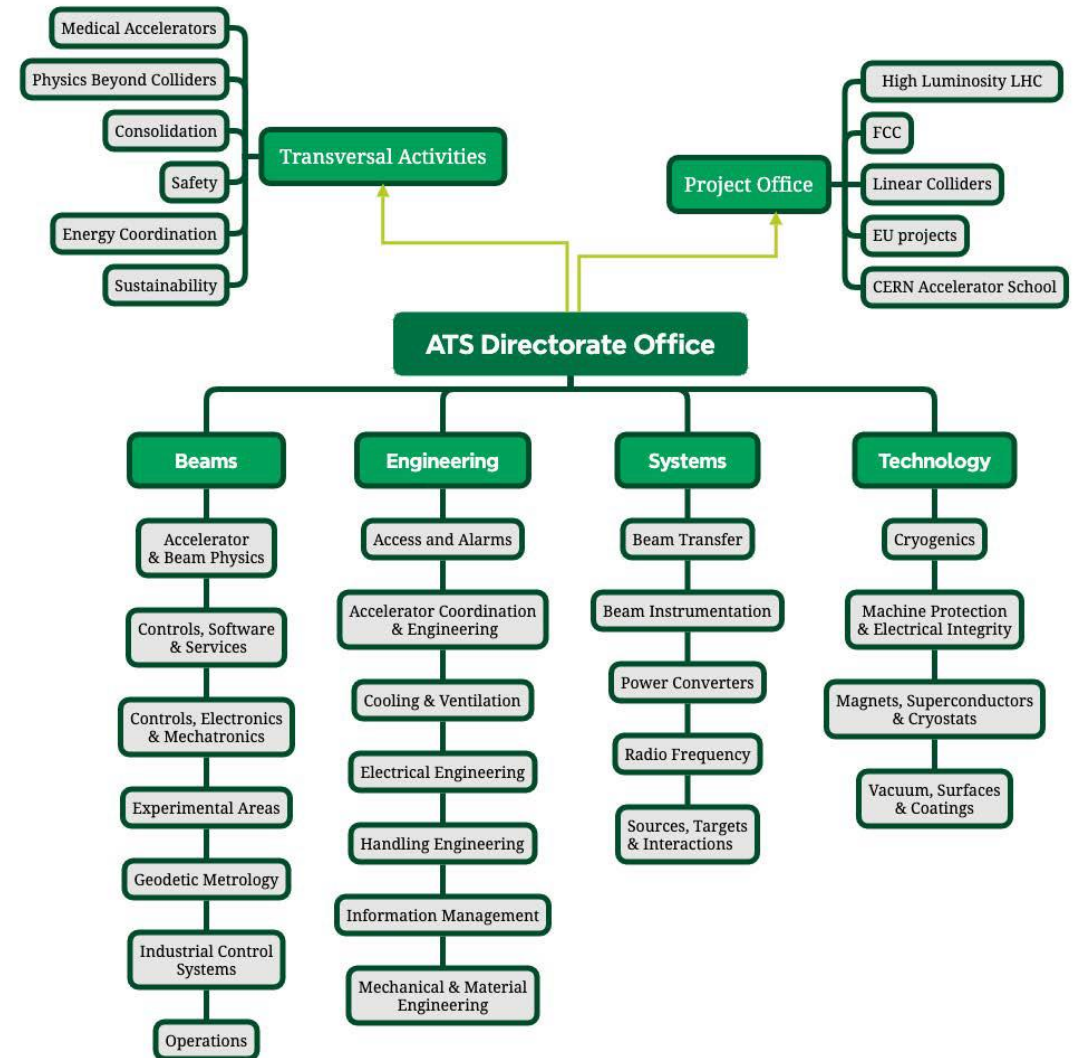 Medical Accelerators
Physics Beyond Colliders
Consolidation
Safety
Energy Coordination
Sustainability
Transversal Activities
Project Office
High Luminosity LHC
FCC
Linear Colliders
EU projects
CERN Accelerator School
ATS Directorate Office
Beams
Accelerator
& Beam Physics
Controls, Software
& Services
Controls, Electronics
& Mechatronics
Experimental Areas
Geodetic Metrology
Industrial Control
Systems
Operations
Engineering
Access and Alarms
Accelerator Coordination
& Engineering
Cooling & Ventilation
Electrical Engineering
Handling Engineering
Information Management
Mechanical & Material
Engineering
Systems
Beam Transfer
Beam Instrumentation
Power Converters
Radio Frequency
Sources, Targets
& Interactions
Technology
Cryogenics
Machine Protection
& Electrical Integrity
Magnets, Superconductors
& Cryostats
Vacuum, Surfaces
& Coatings